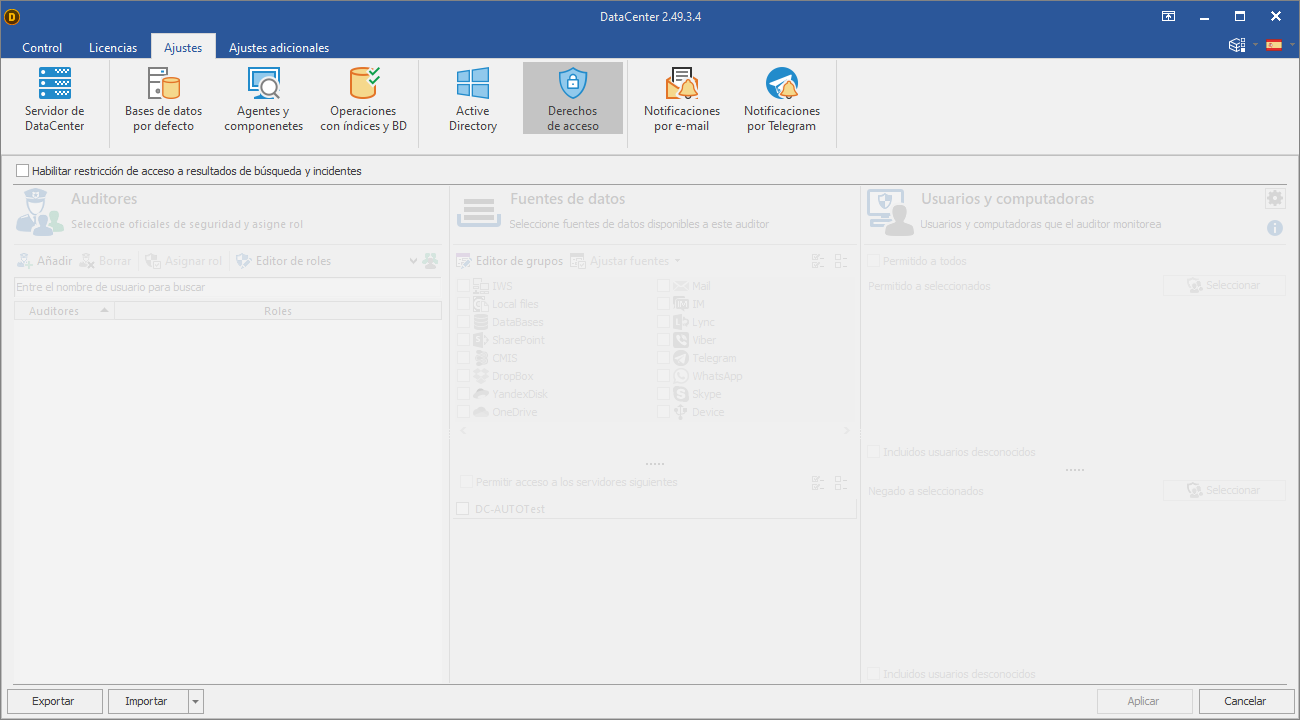 DataCenter 2.49.3.4
Control Licencias Ajustes Ajustes adicionales
Servidor de DataCenter
Bases de datos por defecto
Agentes y componenetes
Operaciones con índices y BD
Active Directory
Derechos de acceso
Notificaciones por e-mail
Notificaciones por Telegram
Habilitar restricción de acceso a resultados de búsqueda y incidentes
Auditores
Seleccione oficiales de seguridad y asigne rol
Añadir Borrar Asignar rol Editor de roles
Entre el nombre de usuario para buscar
Auditores Roles
Fuentes de datos
Seleccione fuentes de datos disponibles a este auditor
Editor de grupos Ajustar fuentes
IWS Mail
Local files IM
DataBases Lync
SharePoint Viber
CMIS Telegram
DropBox WhatsApp
YandexDisk Skype
OneDrive Device
Permitir acceso a los servidores siguientes
DC-AUTOTest
Usuarios y computadoras
Usuarios y computadoras que el auditor monitorea
Permitido a todos
Permitido a seleccionados Seleccionar
Incluidos usuarios desconocidos
Negado a seleccionados Seleccionar
Incluidos usuarios desconocidos
Exportar Importar Aplicar Cancelar